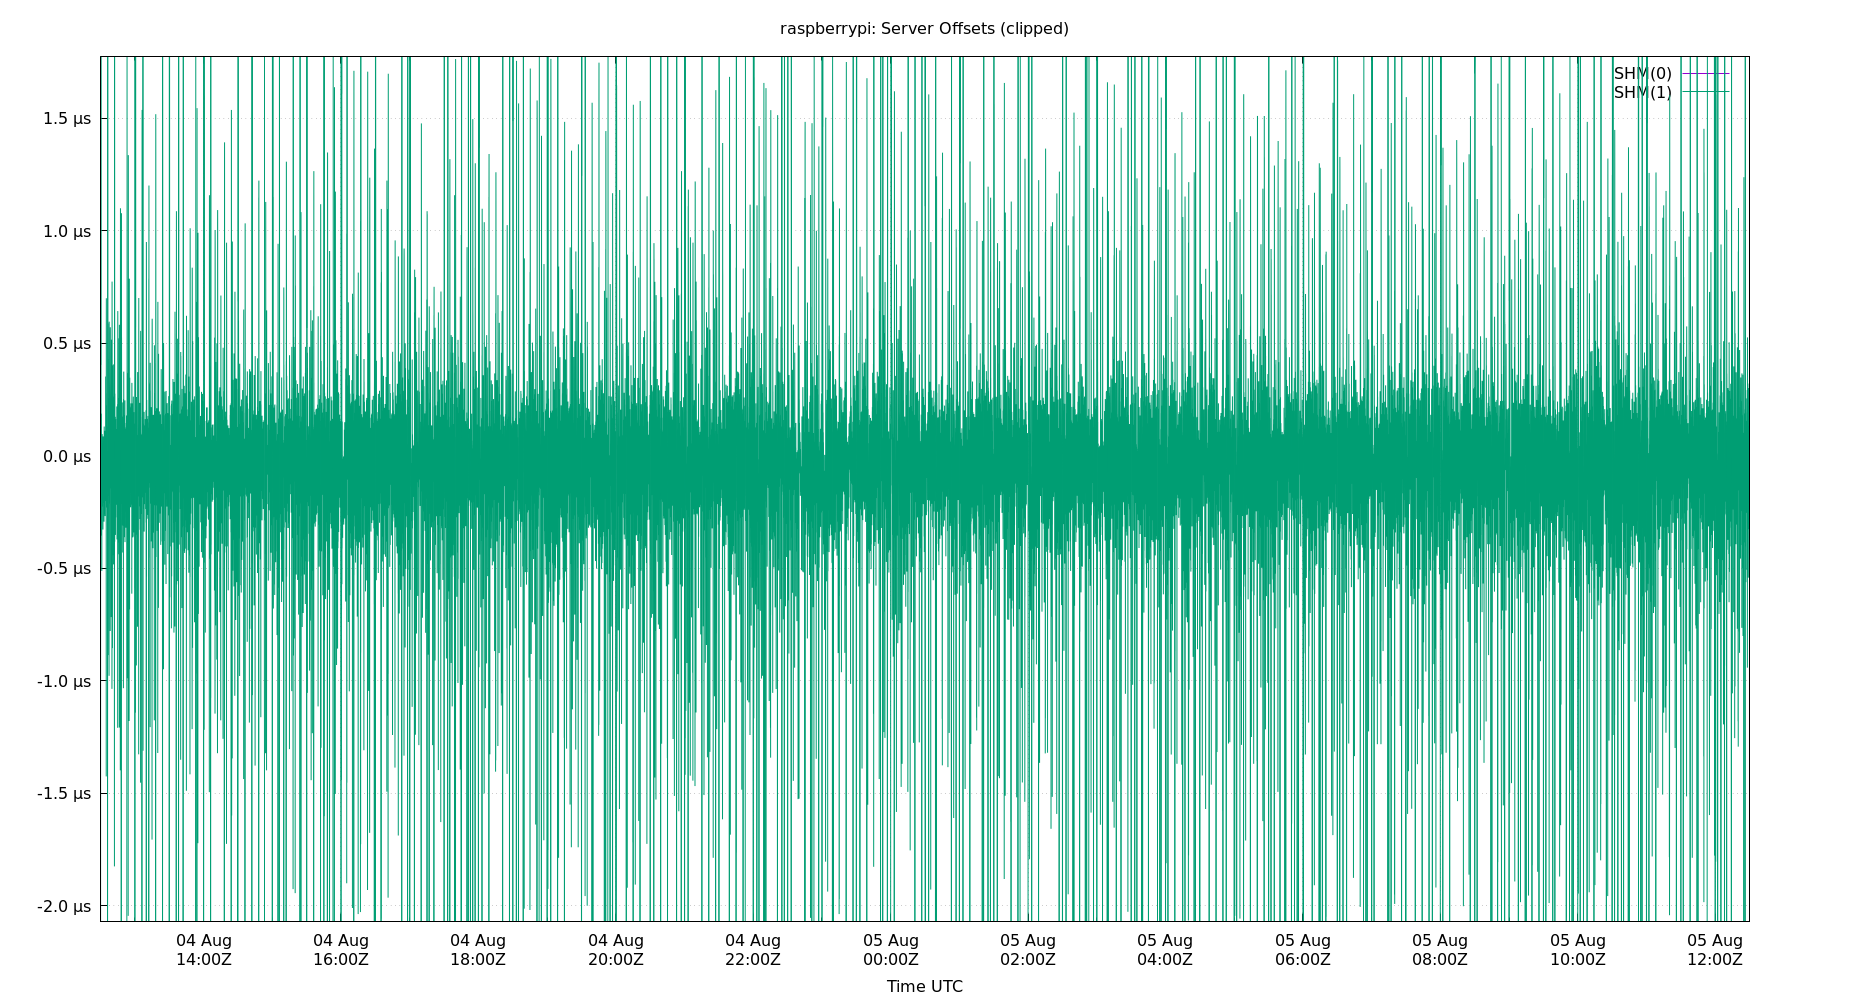 raspberrypi: Server Offsets (clipped)
SHM(0)
SHM(1)
1.5 µs
1.0 µs
0.5 µs
0.0 µs
-0.5 µs
-1.0 µs
-1.5 µs
-2.0 µs
04 Aug 04 Aug 04 Aug 04 Aug 04 Aug 05 Aug 05 Aug 05 Aug 05 Aug 05 Aug 05 Aug 05 Aug
14:00Z 16:00Z 18:00Z 20:00Z 22:00Z 00:00Z 02:00Z 04:00Z 06:00Z 08:00Z 10:00Z 12:00Z
Time UTC